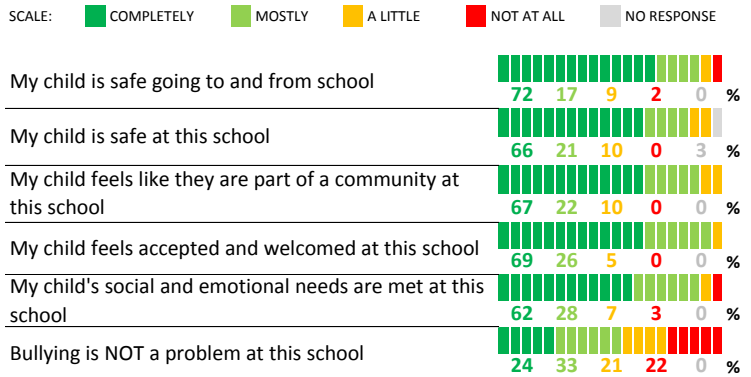 SCALE: COMPLETELY MOSTLY A LITTLE NOT AT ALL NO RESPONSE
My child is safe going to and from school
72 17 9 2 0 %
My child is safe at this school
66 21 10 0 3 %
My child feels like they are part of a community at
this school
67 22 10 0 0 %
My child feels accepted and welcomed at this school
69 26 5 0 0 %
My child's social and emotional needs are met at this
school
62 28 7 3 0 %
Bullying is NOT a problem at this school
24 33 21 22 0 %